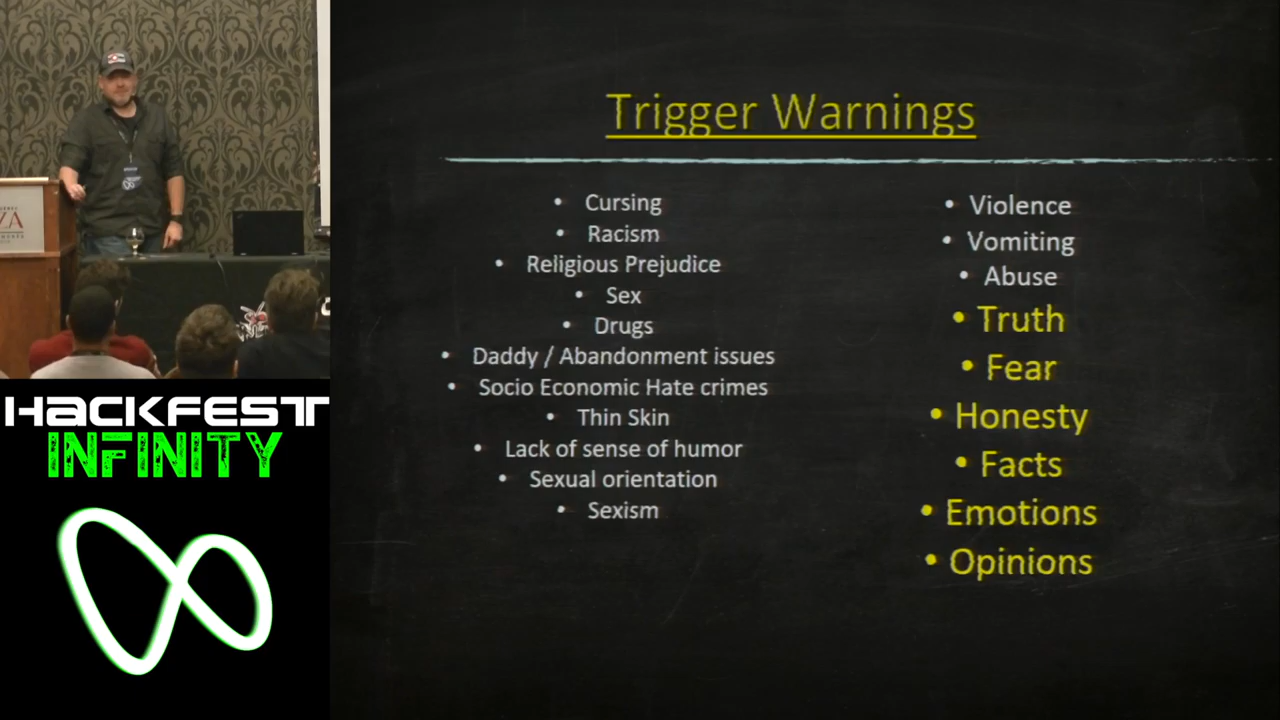 Trigger Warnings
• Cursing
• Racism
• Religious Prejudice
• Sex
• Drugs
• Daddy / Abandonment issues
• Socio Economic Hate crimes
• Thin Skin
• Lack of sense of humor
• Sexual orientation
• Sexism
• Violence
• Vomiting
• Abuse
• Truth
• Fear
• Honesty
• Facts
• Emotions
• Opinions
HACKFEST
INFINITY